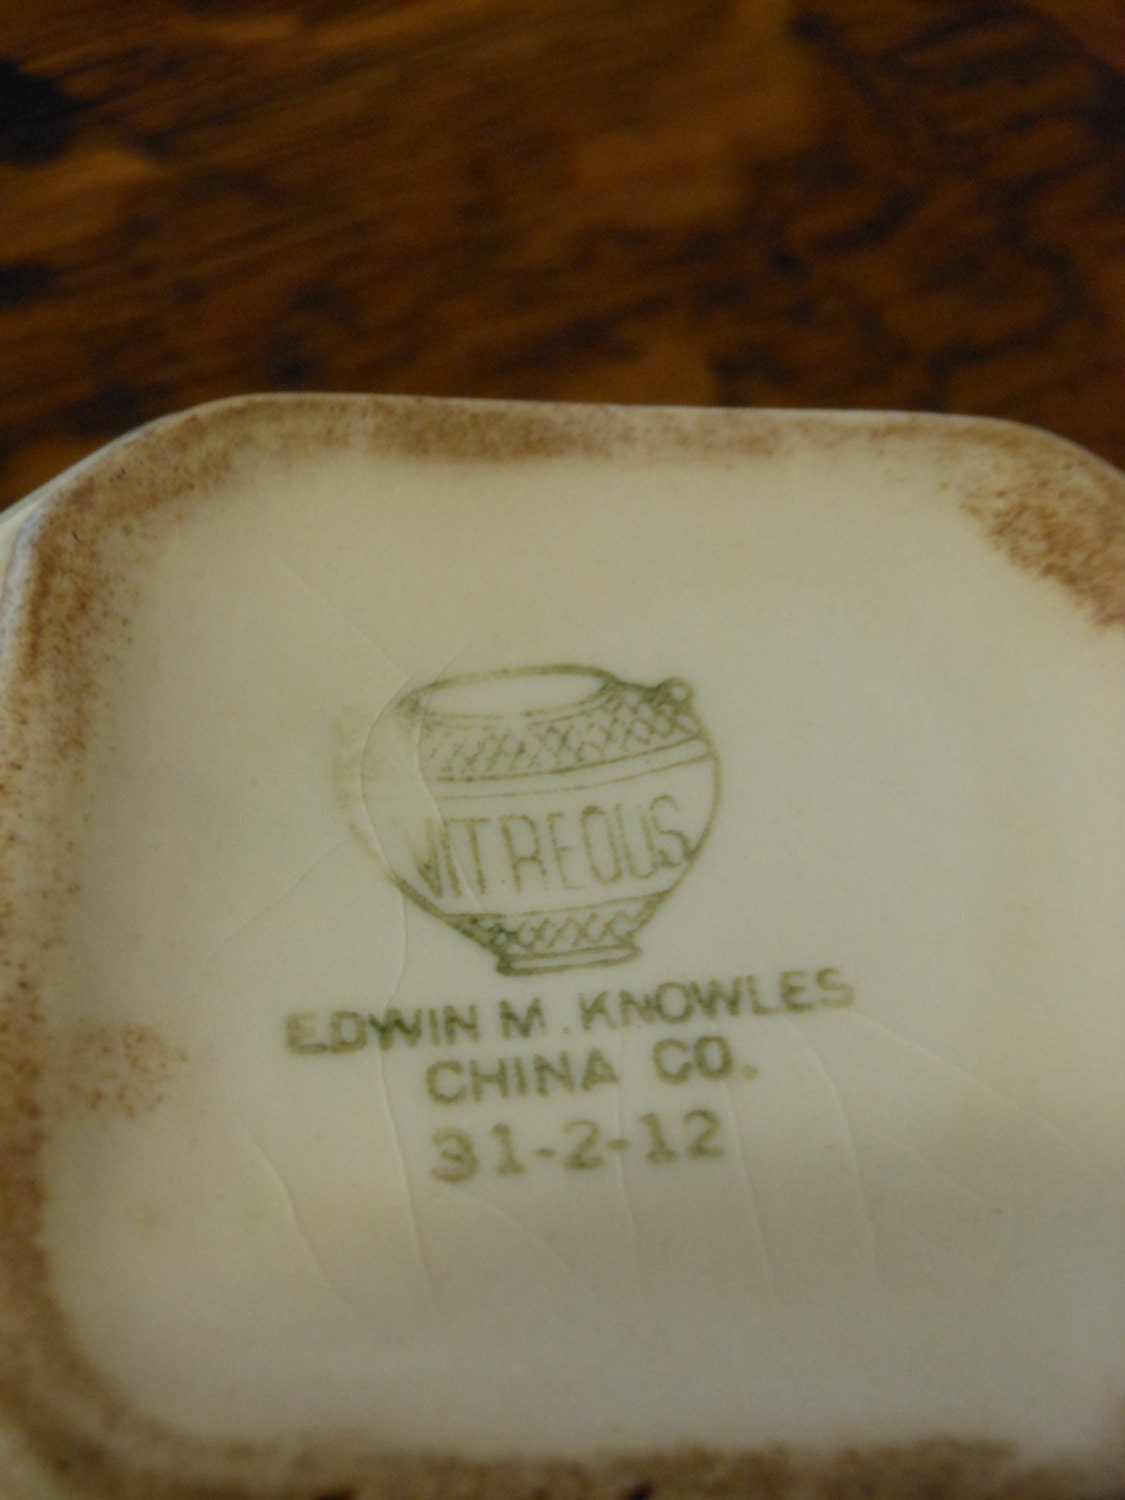 VITREOUS
EDWIN M. KNOWLES
CHINA CO.
31-2-12